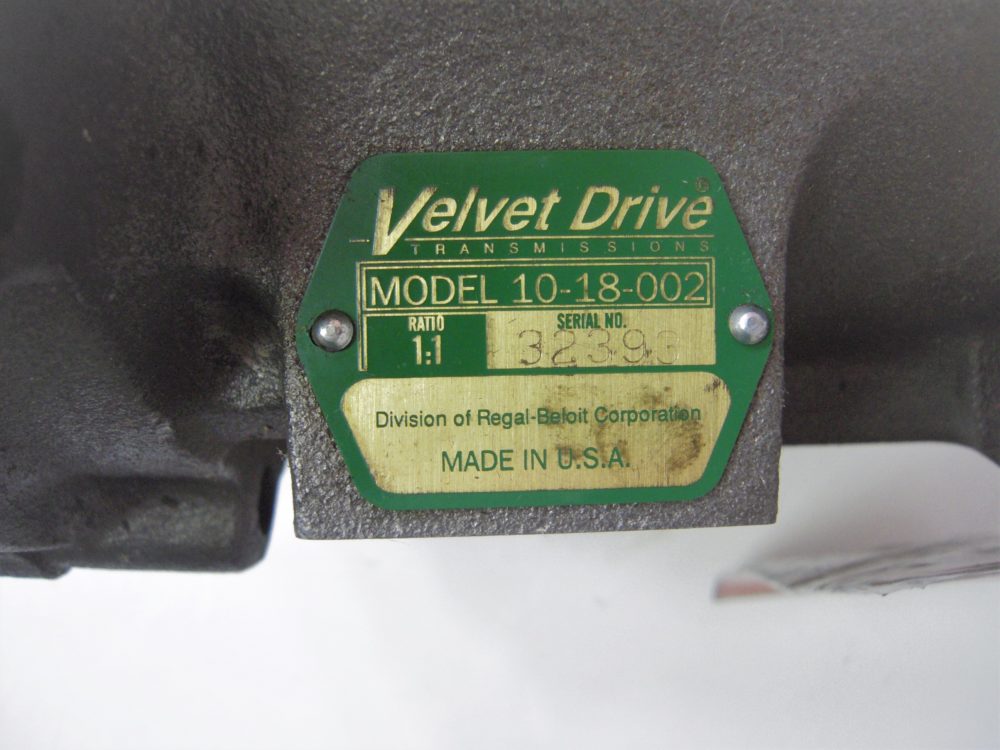 Velvet Drive©
TRANSMISSIONS
MODEL 10-18-002
RATIO
1:1
SERIAL NO.
Division of Regal-Beloit Corporation
MADE IN U.S.A.